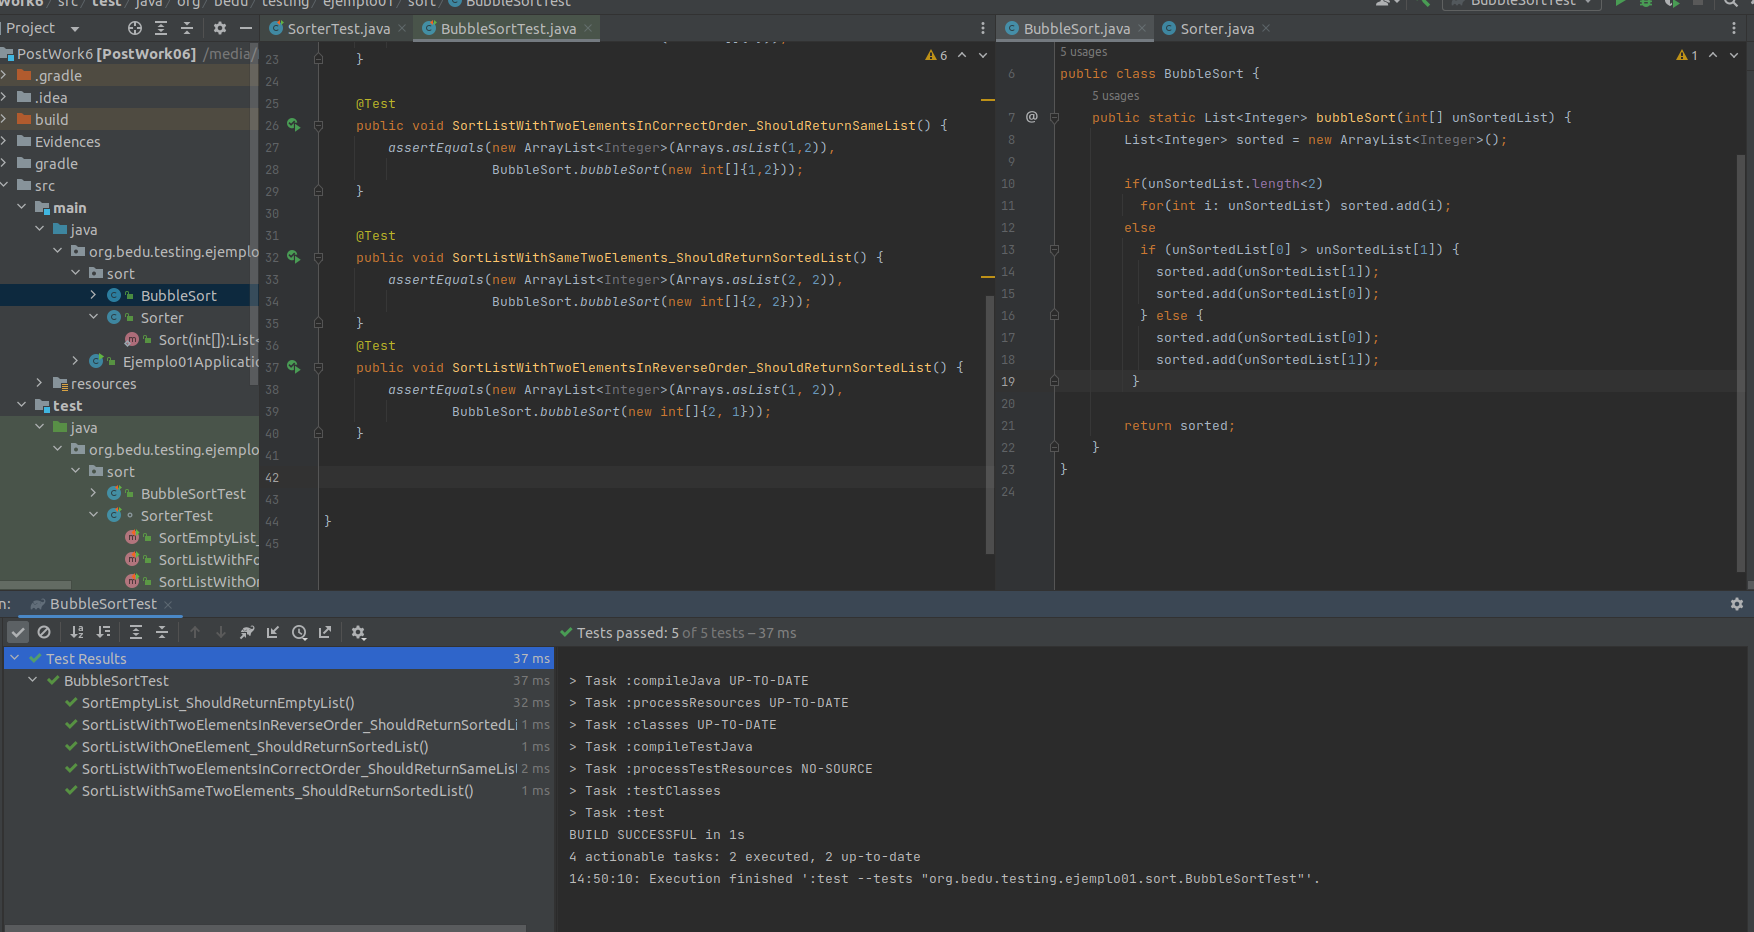 work6 / src / test / java / org / bedu / testing / ejemplo01 / sort / BubbleSortTest
BubbleSortTest
Project
SorterTest.java
BubbleSortTest.java
BubbleSort.java
Sorter.java
PostWork6 [PostWork06] /media/
.gradle
.idea
build
Evidences
gradle
src
main
java
org.bedu.testing.ejemplo
sort
BubbleSort
Sorter
Sort(int[]):List<
Ejemplo01Applicatio
resources
test
java
org.bedu.testing.ejemplo
sort
BubbleSortTest
SorterTest
SortEmptyList_
SortListWithFo
SortListWithOn
6
23 }
24
25 @Test
26 public void SortListWithTwoElementsInCorrectOrder_ShouldReturnSameList() {
27 assertEquals(new ArrayList<Integer>(Arrays.asList(1,2)),
28 BubbleSort.bubbleSort(new int[]{1,2}));
29 }
30
31 @Test
32 public void SortListWithSameTwoElements_ShouldReturnSortedList() {
33 assertEquals(new ArrayList<Integer>(Arrays.asList(2, 2)),
34 BubbleSort.bubbleSort(new int[]{2, 2}));
35 }
36 @Test
37 public void SortListWithTwoElementsInReverseOrder_ShouldReturnSortedList() {
38 assertEquals(new ArrayList<Integer>(Arrays.asList(1, 2)),
39 BubbleSort.bubbleSort(new int[]{2, 1}));
40 }
41
42
43
44 }
45
5 usages
1
6 public class BubbleSort {
5 usages
7 @ public static List<Integer> bubbleSort(int[] unSortedList) {
8 List<Integer> sorted = new ArrayList<Integer>();
9
10 if(unSortedList.length<2)
11 for(int i: unSortedList) sorted.add(i);
12 else
13 if (unSortedList[0] > unSortedList[1]) {
14 sorted.add(unSortedList[1]);
15 sorted.add(unSortedList[0]);
16 } else {
17 sorted.add(unSortedList[0]);
18 sorted.add(unSortedList[1]);
19 }
20
21 return sorted;
22 }
23 }
24
n: BubbleSortTest
Tests passed: 5 of 5 tests – 37 ms
Test Results 37 ms
BubbleSortTest 37 ms
SortEmptyList_ShouldReturnEmptyList() 32 ms
SortListWithTwoElementsInReverseOrder_ShouldReturnSortedLi 1 ms
SortListWithOneElement_ShouldReturnSortedList() 1 ms
SortListWithTwoElementsInCorrectOrder_ShouldReturnSameList 2 ms
SortListWithSameTwoElements_ShouldReturnSortedList() 1 ms
> Task :compileJava UP-TO-DATE
> Task :processResources UP-TO-DATE
> Task :classes UP-TO-DATE
> Task :compileTestJava
> Task :processTestResources NO-SOURCE
> Task :testClasses
> Task :test
BUILD SUCCESSFUL in 1s
4 actionable tasks: 2 executed, 2 up-to-date
14:50:10: Execution finished ':test --tests "org.bedu.testing.ejemplo01.sort.BubbleSortTest"'.